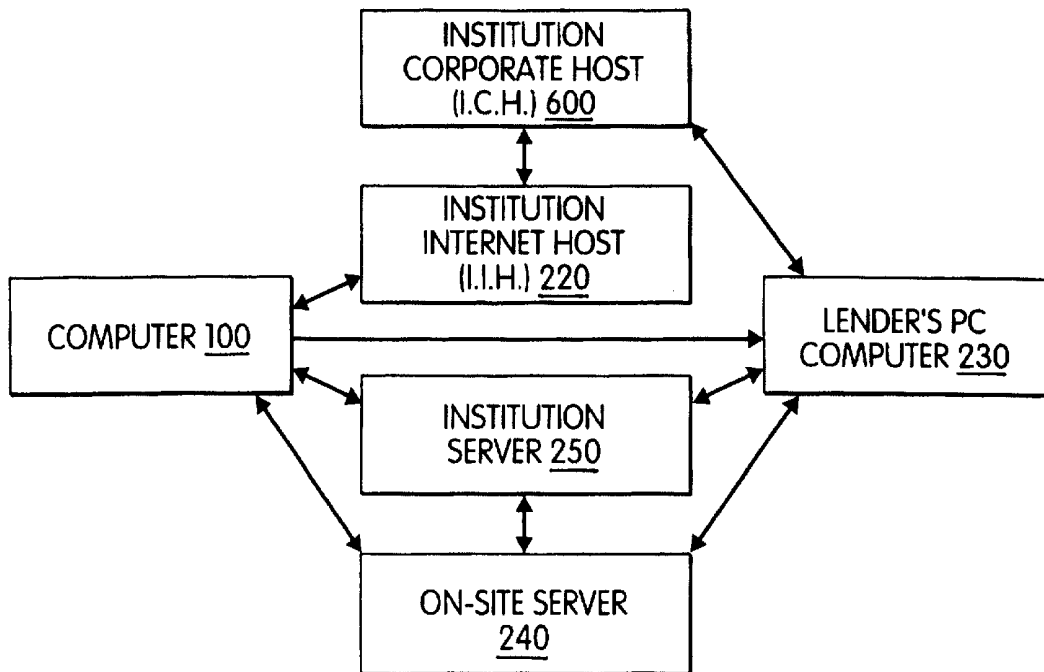 INSTITUTION
CORPORATE HOST
(I.C.H.) 600
INSTITUTION
INTERNET HOST
(I.I.H.) 220
COMPUTER 100
LENDER'S PC
COMPUTER 230
INSTITUTION
SERVER 250
ON-SITE SERVER
240